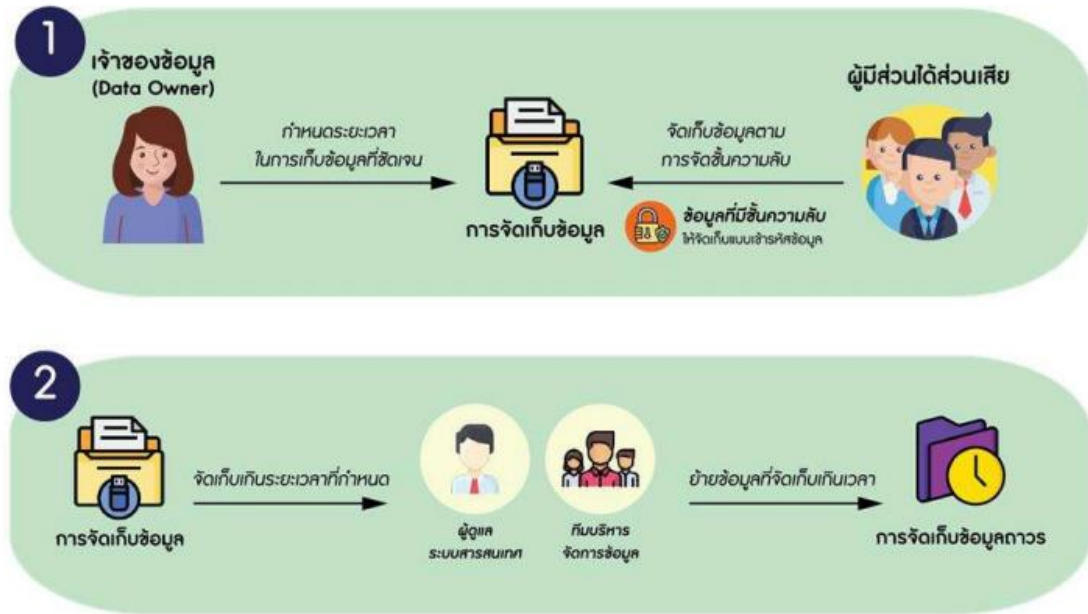 1
เจ้าของข้อมูล
(Data Owner)
กำหนดระยะเวลา
ในการเก็บข้อมูลที่ชัดเจน
การจัดเก็บข้อมูล
จัดเก็บข้อมูลตาม
การจัดชั้นความลับ
ข้อมูลที่มีชั้นความลับ
ให้จัดเก็บแบบเข้ารหัสข้อมูล
ผู้มีส่วนได้ส่วนเสีย
2
การจัดเก็บข้อมูล
จัดเก็บเกินระยะเวลาที่กำหนด
ผู้ดูแล
ระบบสารสนเทศ
ทีมบริหาร
จัดการข้อมูล
ย้ายข้อมูลที่จัดเก็บเกินเวลา
การจัดเก็บข้อมูลถาวร